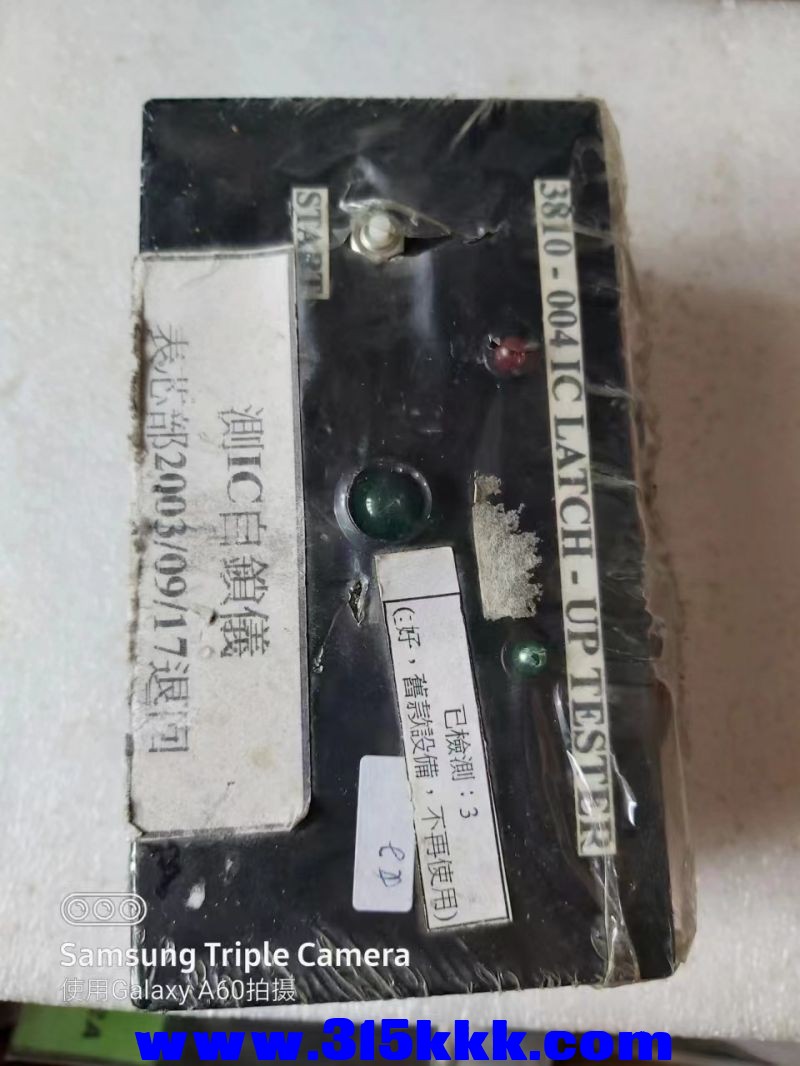 3810 - 004 IC LATCH - UP TESTER
START
測IC自鎖儀
表芯部2003/09/17退回
已檢測：3
(:好，舊款設備，不再使用)
Samsung Triple Camera
使用Galaxy A60拍摄
www.315kkk.com